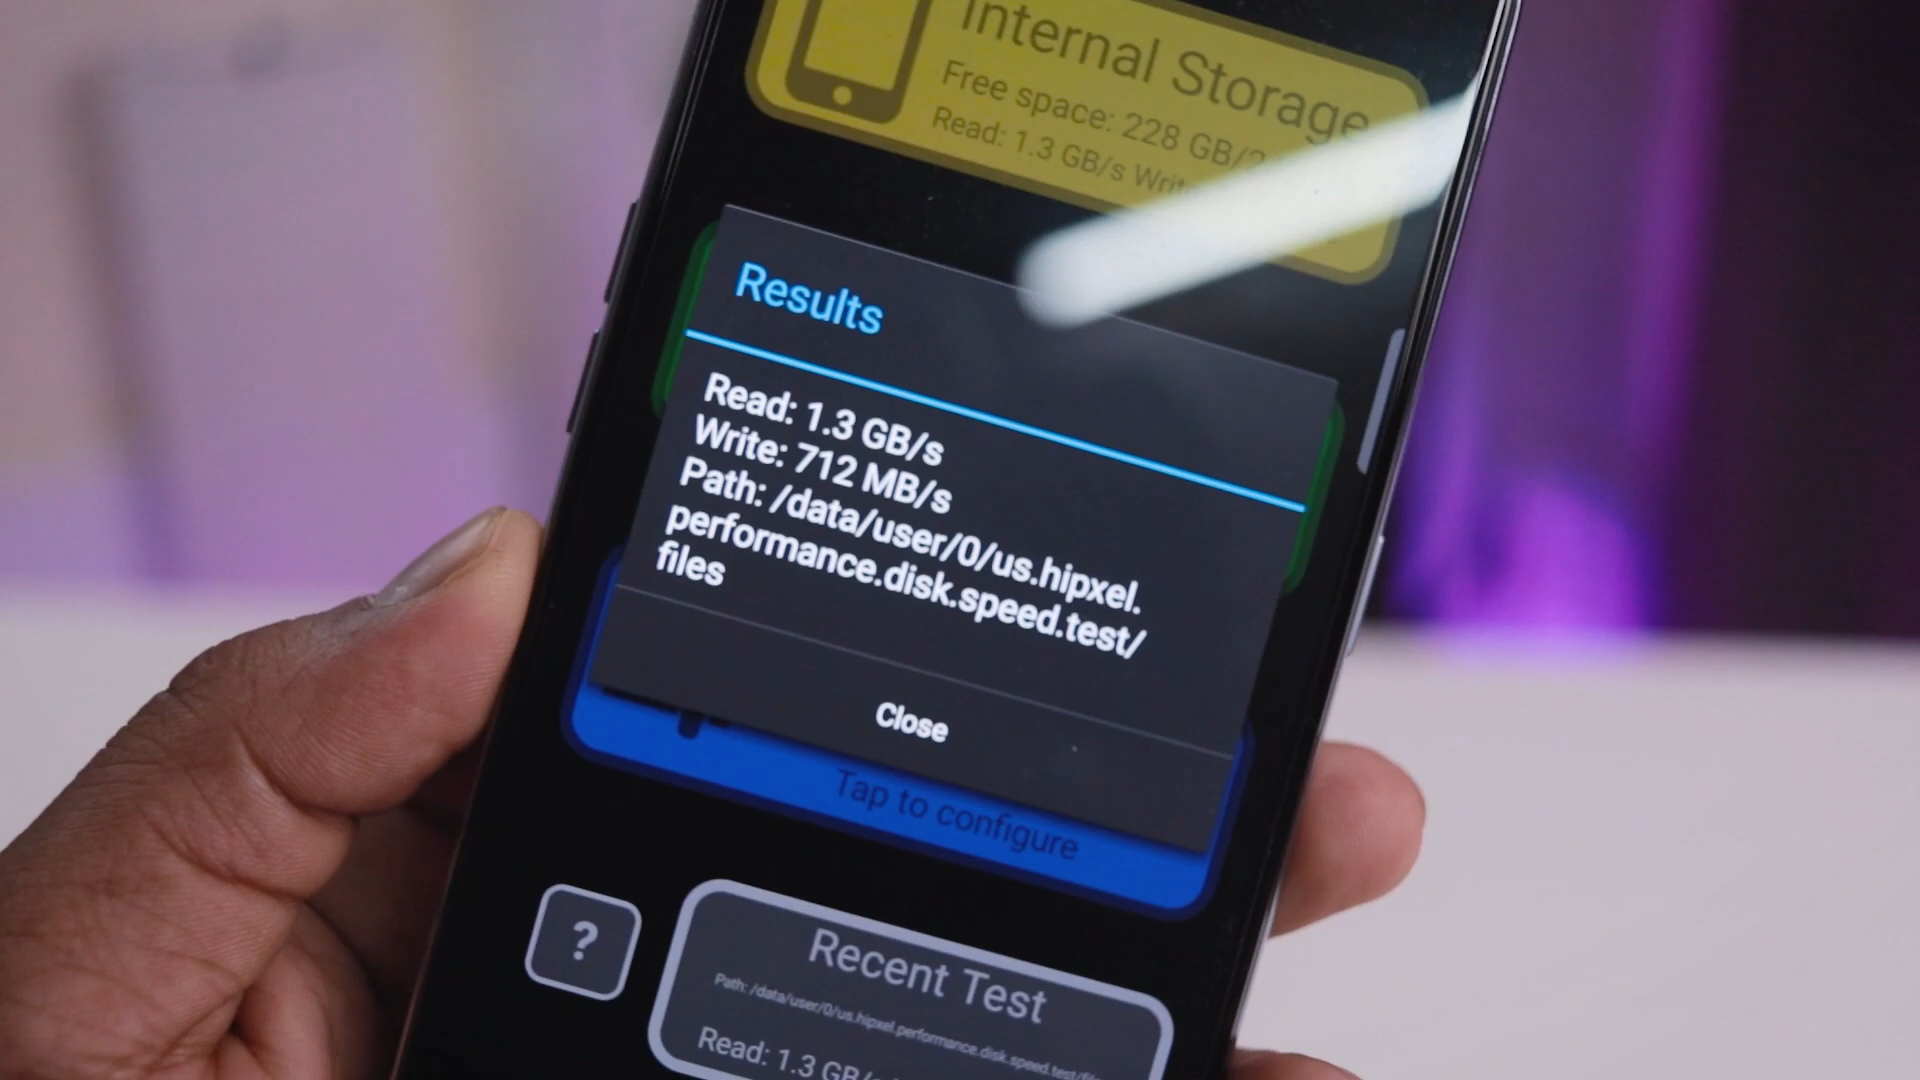 Internal Storage
Free space: 228 GB/
Read: 1.3 GB/s Write
Results
Read: 1.3 GB/s
Write: 712 MB/s
Path: /data/user/0/us.hipxel.
performance.disk.speed.test/
files
Close
Tap to configure
?
Recent Test
Path: /data/user/0/us.hipxel.performance.disk.speed.test/
Read: 1.3 GB/